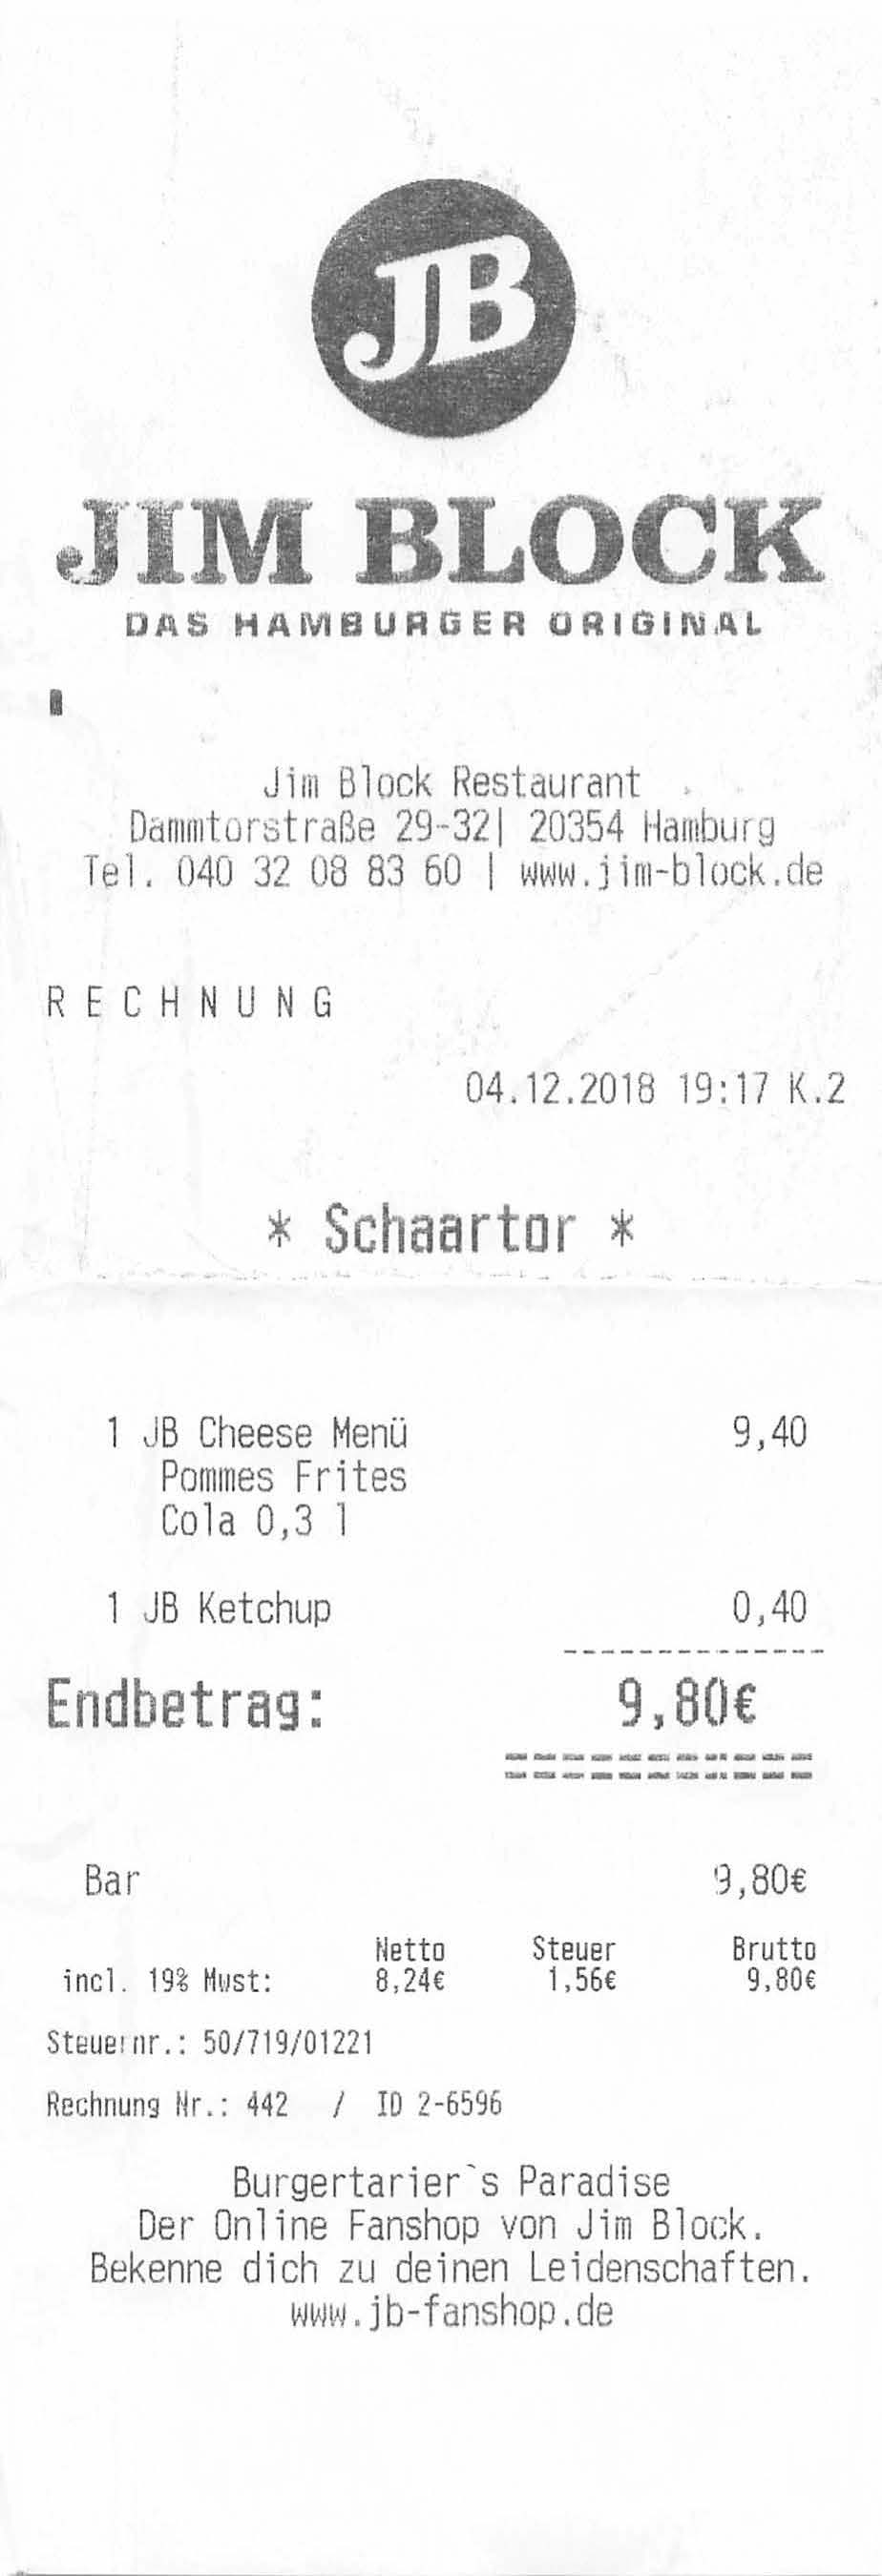 JB
JIM BLOCK
DAS HAMBURGER ORIGINAL
Jim Block Restaurant
Dammtorstraße 29-32| 20354 Hamburg
Tel. 040 32 08 83 60 | www.jim-block.de
R E C H N U N G
04.12.2018 19:17 K.2
* Schaartor *
1 JB Cheese Menü 9,40
Pommes Frites
Cola 0,3 l
1 JB Ketchup 0,40
--------------
Endbetrag: 9,80€
===========
Bar 9,80€
Netto Steuer Brutto
incl. 19% Mwst: 8,24€ 1,56€ 9,80€
Steuernr.: 50/719/01221
Rechnung Nr.: 442 / ID 2-6596
Burgertarier`s Paradise
Der Online Fanshop von Jim Block.
Bekenne dich zu deinen Leidenschaften.
www.jb-fanshop.de